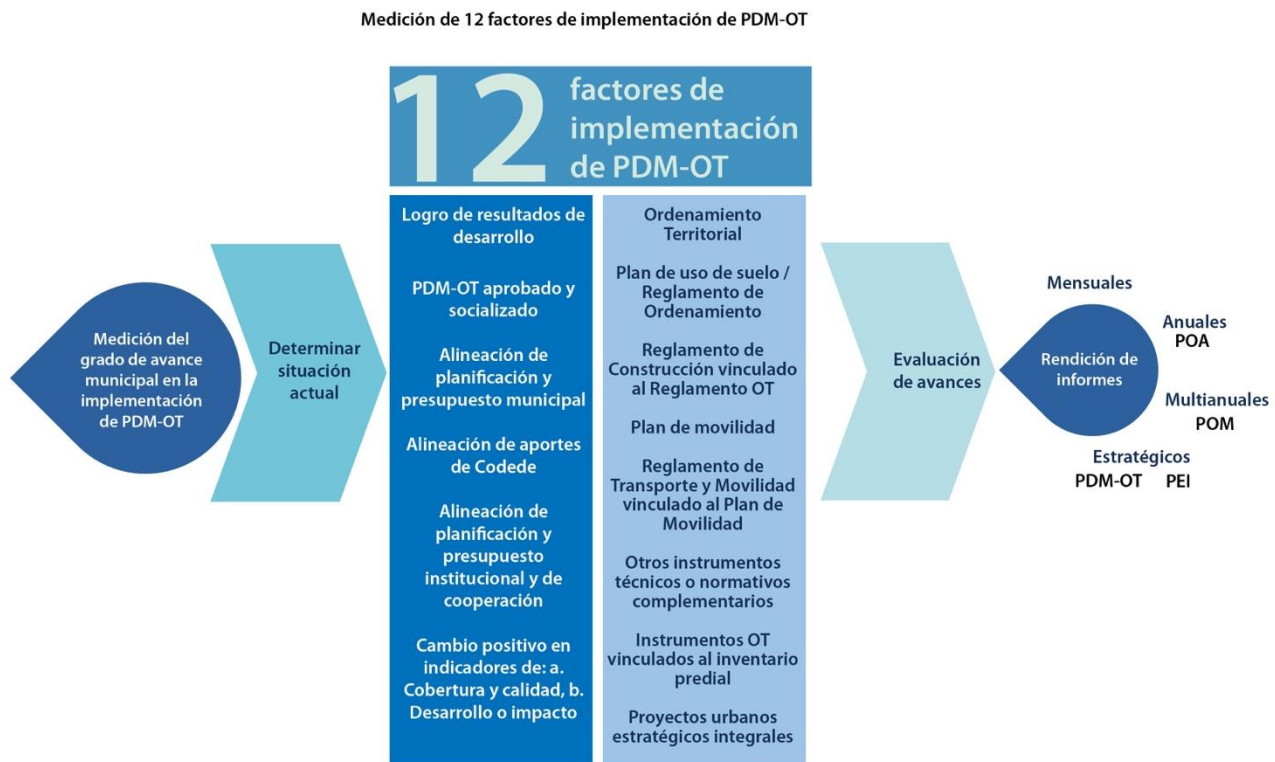 Medición de 12 factores de implementación de PDM-OT
12
factores de
implementación
de PDM-OT
Medición del
grado de avance
municipal en la
implementación
de PDM-OT
Determinar
situación
actual
Logro de resultados de
desarrollo
PDM-OT aprobado y
socializado
Alineación de
planificación y
presupuesto municipal
Alineación de aportes
de Codede
Alineación de
planificación y
presupuesto
institucional y de
cooperación
Cambio positivo en
indicadores de: a.
Cobertura y calidad, b.
Desarrollo o impacto
Ordenamiento
Territorial
Plan de uso de suelo /
Reglamento de
Ordenamiento
Reglamento de
Construcción vinculado
al Reglamento OT
Plan de movilidad
Reglamento de
Transporte y Movilidad
vinculado al Plan de
Movilidad
Otros instrumentos
técnicos o normativos
complementarios
Instrumentos OT
vinculados al inventario
predial
Proyectos urbanos
estratégicos integrales
Evaluación
de avances
Rendición de
informes
Mensuales
Anuales
POA
Multianuales
POM
Estratégicos
PDM-OT PEI